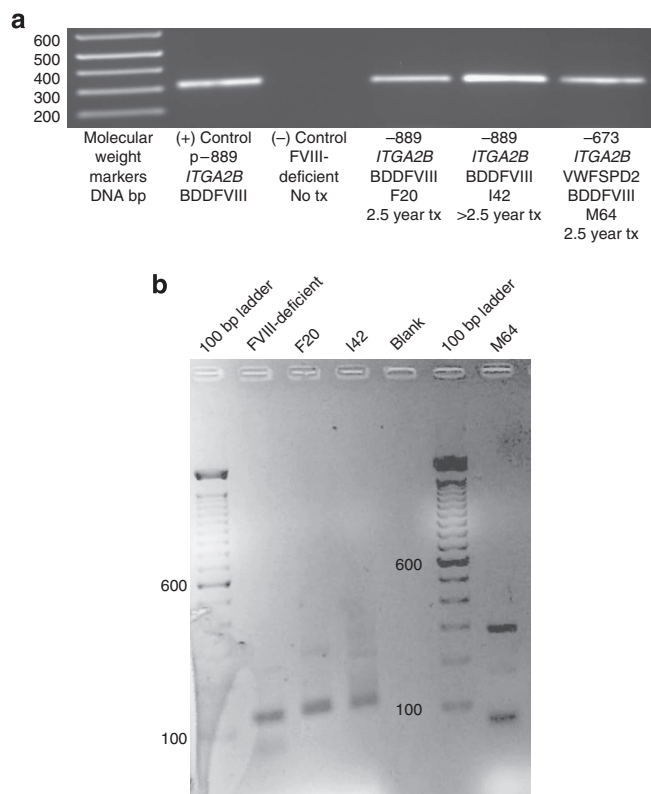 a
600
500
400
300
200
Molecular
weight
markers
DNA bp
(+) Control
p−889
ITGA2B
BDDFVIII
(−) Control
FVIII-
deficient
No tx
−889
ITGA2B
BDDFVIII
F20
2.5 year tx
−889
ITGA2B
BDDFVIII
I42
>2.5 year tx
−673
ITGA2B
VWFSPD2
BDDFVIII
M64
2.5 year tx
b
100 bp ladder
FVIII-deficient
F20
I42
Blank
100 bp ladder
M64
600
600
100
100